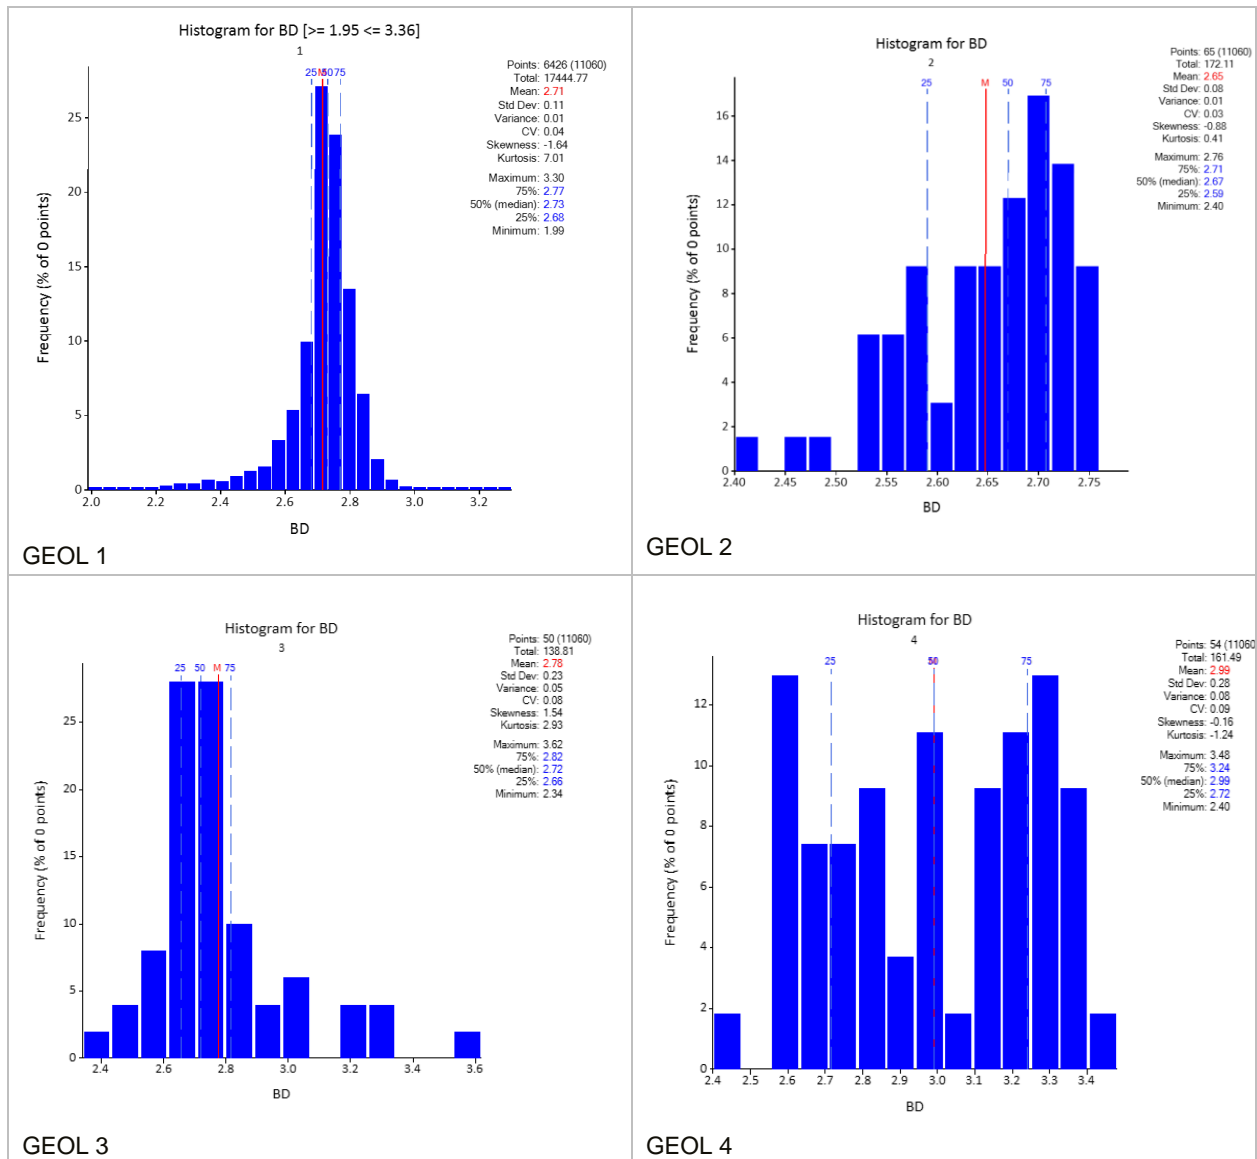 Histogram for BD [>= 1.95 <= 3.36]
1
Points: 6426 (11060)
Total: 17444.77
Mean: 2.71
Std Dev: 0.11
Variance: 0.01
CV: 0.04
Skewness: -1.64
Kurtosis: 7.01
Maximum: 3.30
75%: 2.77
50% (median): 2.73
25%: 2.68
Minimum: 1.99
25 M 50 75
Frequency (% of 0 points)
25
20
15
10
5
0
2.0 2.2 2.4 2.6 2.8 3.0 3.2
BD
GEOL 1
Histogram for BD
2
Points: 65 (11060)
Total: 172.11
Mean: 2.65
Std Dev: 0.08
Variance: 0.01
CV: 0.03
Skewness: -0.88
Kurtosis: 0.41
Maximum: 2.76
75%: 2.71
50% (median): 2.67
25%: 2.59
Minimum: 2.40
25 M 50 75
Frequency (% of 0 points)
16
14
12
10
8
6
4
2
0
2.40 2.45 2.50 2.55 2.60 2.65 2.70 2.75
BD
GEOL 2
Histogram for BD
3
Points: 50 (11060)
Total: 138.81
Mean: 2.78
Std Dev: 0.23
Variance: 0.05
CV: 0.08
Skewness: 1.54
Kurtosis: 2.93
Maximum: 3.62
75%: 2.82
50% (median): 2.72
25%: 2.66
Minimum: 2.34
25 50 M 75
Frequency (% of 0 points)
25
20
15
10
5
0
2.4 2.6 2.8 3.0 3.2 3.4 3.6
BD
GEOL 3
Histogram for BD
4
Points: 54 (11060)
Total: 161.49
Mean: 2.99
Std Dev: 0.28
Variance: 0.08
CV: 0.09
Skewness: -0.16
Kurtosis: -1.24
Maximum: 3.48
75%: 3.24
50% (median): 2.99
25%: 2.72
Minimum: 2.40
25 50 75
Frequency (% of 0 points)
12
10
8
6
4
2
0
2.4 2.5 2.6 2.7 2.8 2.9 3.0 3.1 3.2 3.3 3.4
BD
GEOL 4